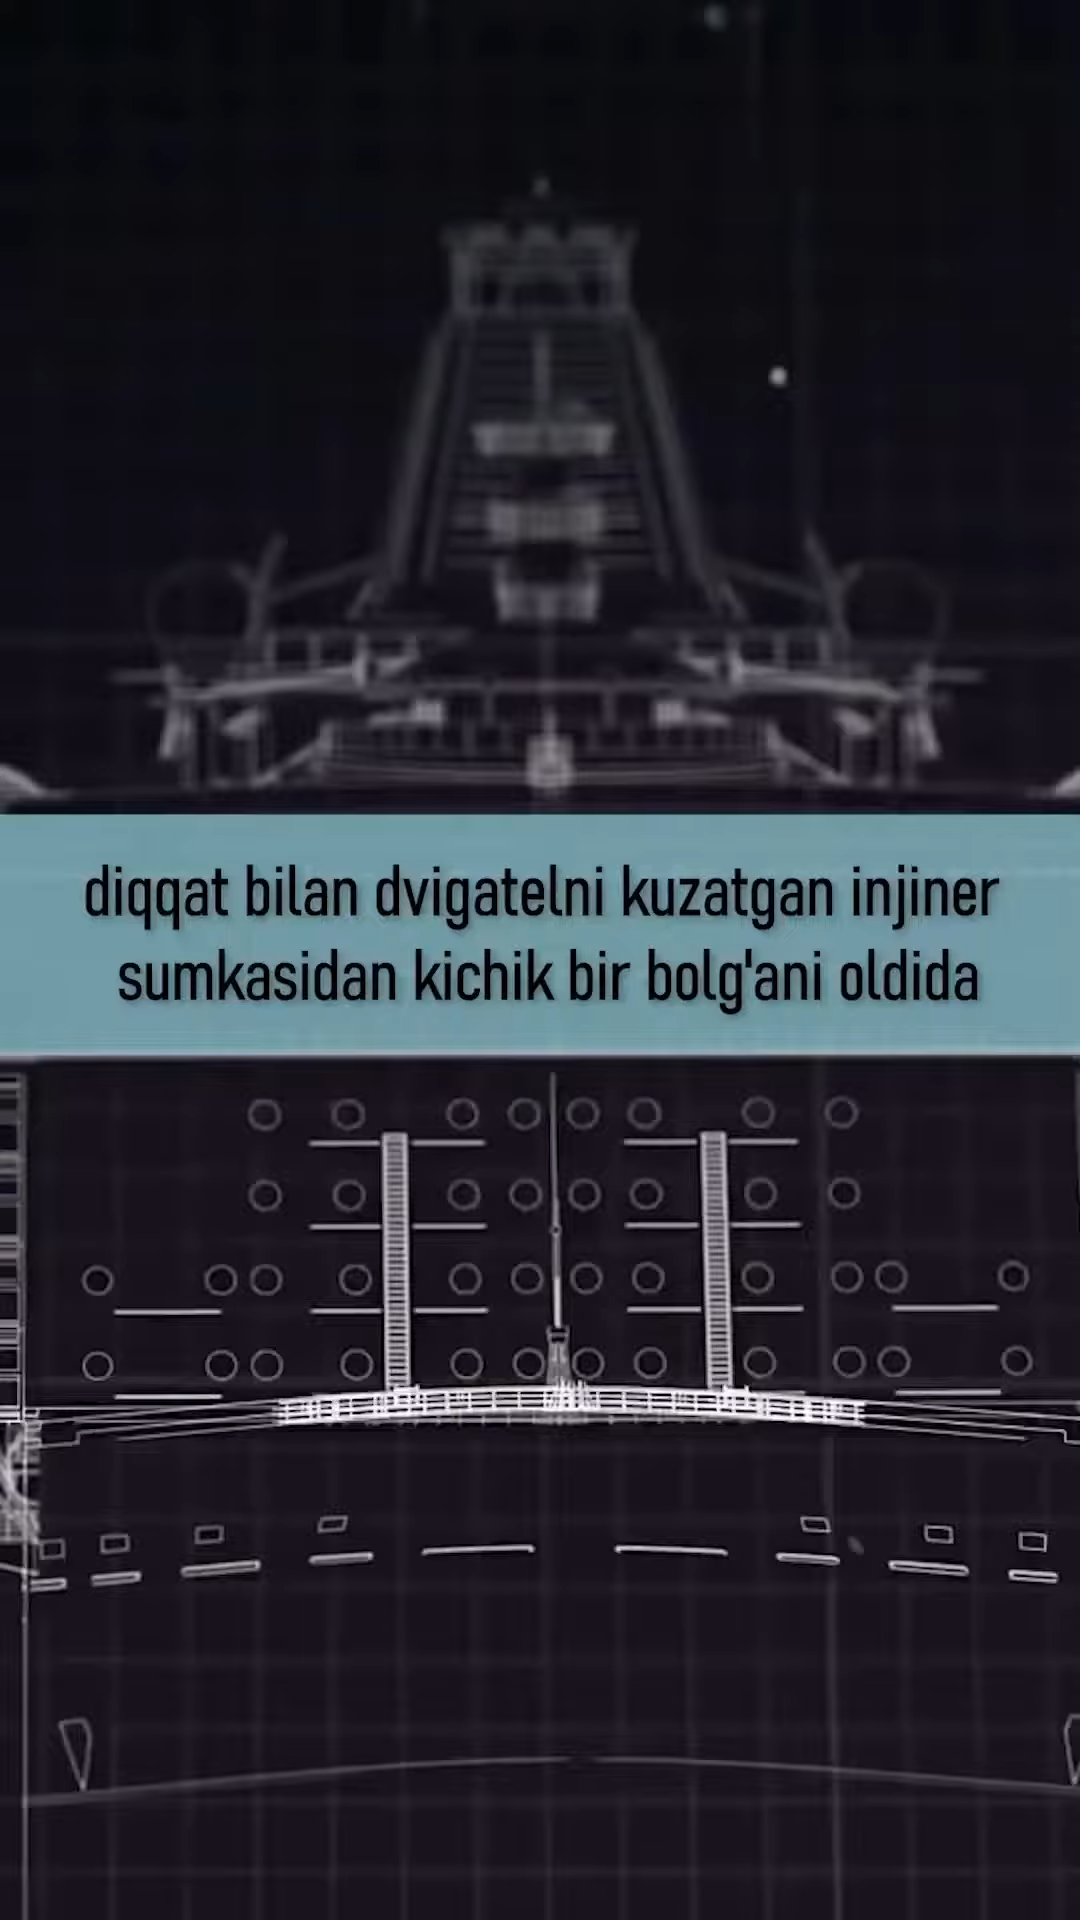 diqqat bilan dvigatelni kuzatgan injiner
sumkasidan kichik bir bolg'ani oldida